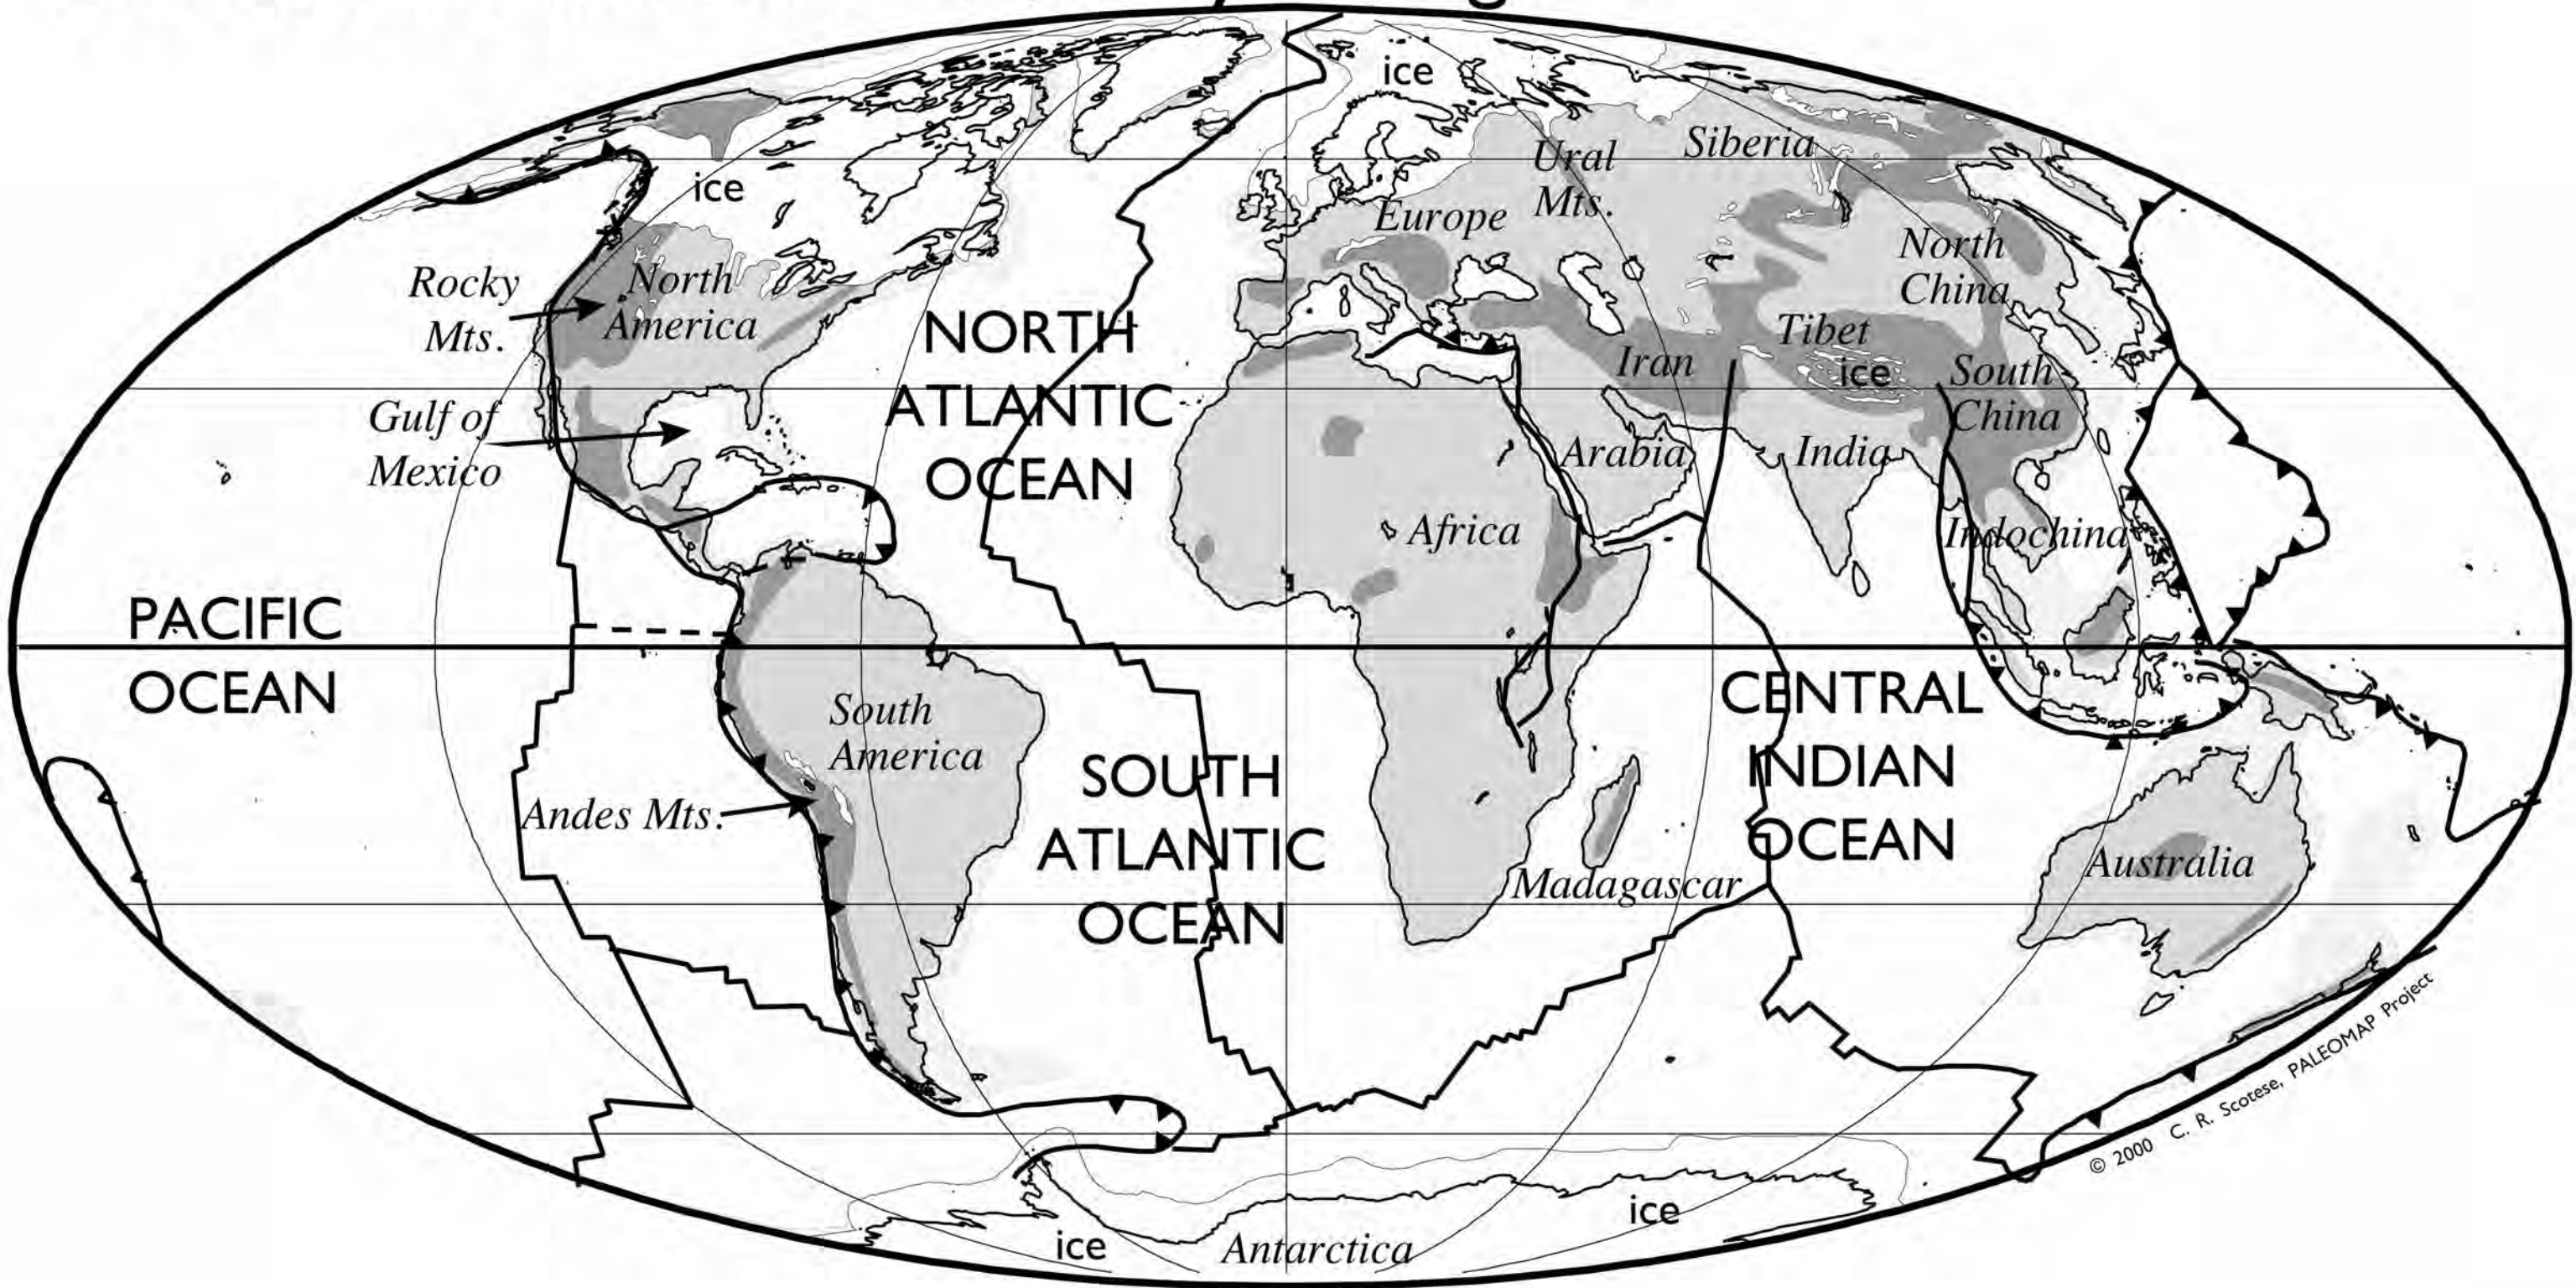 ice
Siberia
Ural
Mts.
ice
Europe
North
China
Rocky
Mts.
North
America
NORTH
ATLANTIC
OCEAN
Tibet
ice
Iran
South
China
Gulf of
Mexico
Arabia
India
Africa
Indochina
PACIFIC
OCEAN
South
America
CENTRAL
INDIAN
OCEAN
SOUTH
ATLANTIC
OCEAN
Andes Mts.
Madagascar
Australia
© 2000 C. R. Scotese, PALEOMAP Project
ice
ice
Antarctica